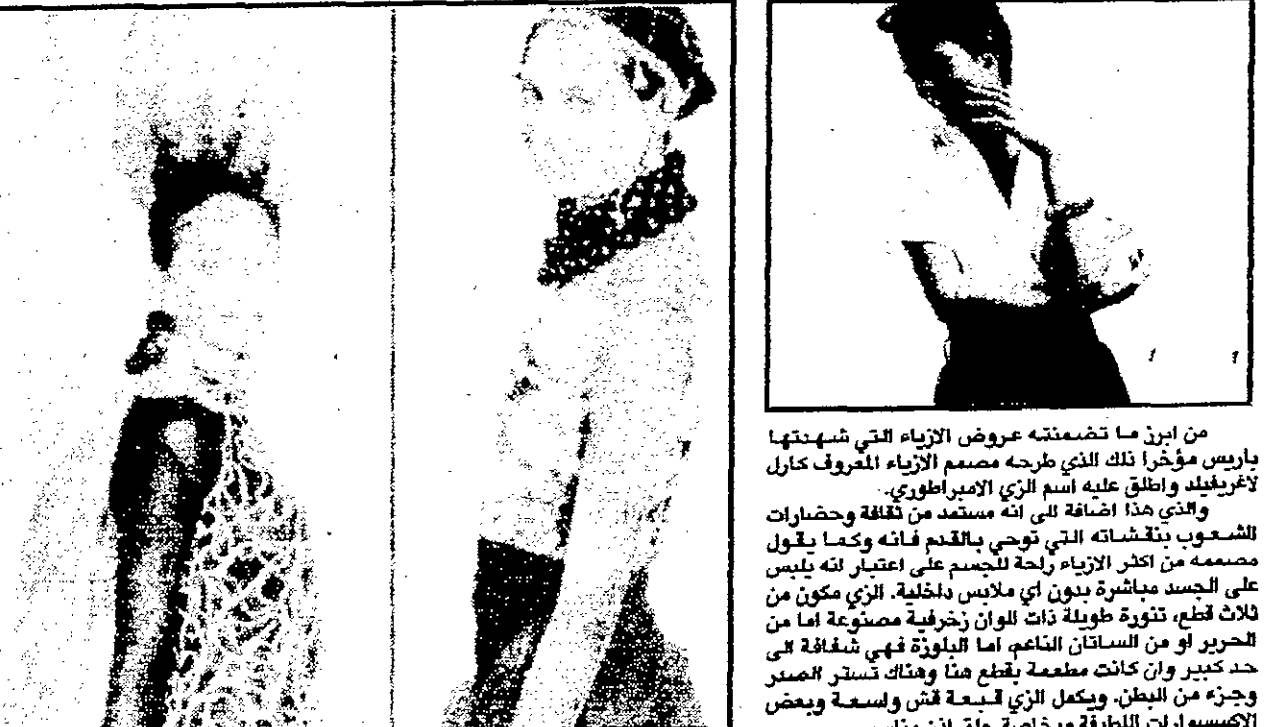 من ابرز ما تضمنته عروض الازياء التي شهدتها
باريس مؤخرا ذلك الذي طرحه مصمم الازياء المعروف كارل
لاغريفيلد واطلق عليه اسم الزي الامبراطوري.
والذي هذا اضافة الى انه مستمد من ثقافة وحضارات
الشعوب بنقشاته التي توحي بالقدم فانه وكما يقول
مصممه من اكثر الازياء راحة للجسم على اعتبار انه يلبس
على الجسد مباشرة بدون اي ملابس داخلية. الزي مكون من
ثلاث قطع، تنورة طويلة ذات الوان زخرفية مصنوعة اما من
الحرير او من الساتان الناعم، اما البلوزة فهي شفافة الى
حد كبير وان كانت مطعمة بقطع هنا وهناك تستر الصدر
وجزء من البطن. ويكمل الزي قبعة قش واسعة وبعض
الاكسسوارات اللطيفة وبخاصة حلق اذن